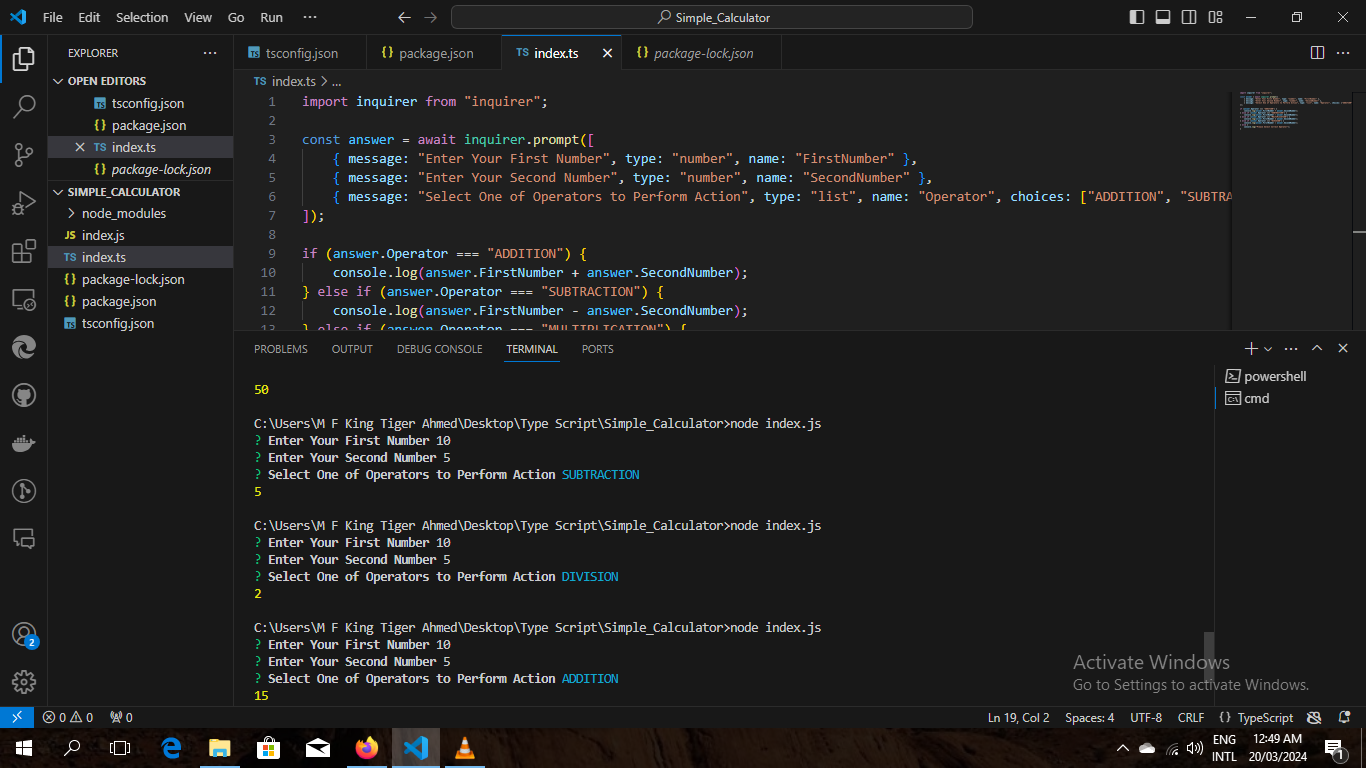 File Edit Selection View Go Run ··· Simple_Calculator
EXPLORER ···
OPEN EDITORS
tsconfig.json
package.json
TS index.ts
package-lock.json
SIMPLE_CALCULATOR
node_modules
JS index.js
TS index.ts
{} package-lock.json
{} package.json
TS tsconfig.json
2
TS tsconfig.json {} package.json TS index.ts {} package-lock.json
TS index.ts > ...
1 import inquirer from "inquirer";
2
3 const answer = await inquirer.prompt([
4 { message: "Enter Your First Number", type: "number", name: "FirstNumber" },
5 { message: "Enter Your Second Number", type: "number", name: "SecondNumber" },
6 { message: "Select One of Operators to Perform Action", type: "list", name: "Operator", choices: ["ADDITION", "SUBTRA
7 ]);
8
9 if (answer.Operator === "ADDITION") {
10 console.log(answer.FirstNumber + answer.SecondNumber);
11 } else if (answer.Operator === "SUBTRACTION") {
12 console.log(answer.FirstNumber - answer.SecondNumber);
13 } else if (answer.Operator === "MULTIPLICATION") {
PROBLEMS OUTPUT DEBUG CONSOLE TERMINAL PORTS
powershell
cmd
50
C:\Users\M F King Tiger Ahmed\Desktop\Type Script\Simple_Calculator>node index.js
? Enter Your First Number 10
? Enter Your Second Number 5
? Select One of Operators to Perform Action SUBTRACTION
5
C:\Users\M F King Tiger Ahmed\Desktop\Type Script\Simple_Calculator>node index.js
? Enter Your First Number 10
? Enter Your Second Number 5
? Select One of Operators to Perform Action DIVISION
2
C:\Users\M F King Tiger Ahmed\Desktop\Type Script\Simple_Calculator>node index.js
? Enter Your First Number 10
? Enter Your Second Number 5
? Select One of Operators to Perform Action ADDITION
15
Activate Windows
Go to Settings to activate Windows.
0 0 0 Ln 19, Col 2 Spaces: 4 UTF-8 CRLF {} TypeScript
ENG
INTL
12:49 AM
20/03/2024
1